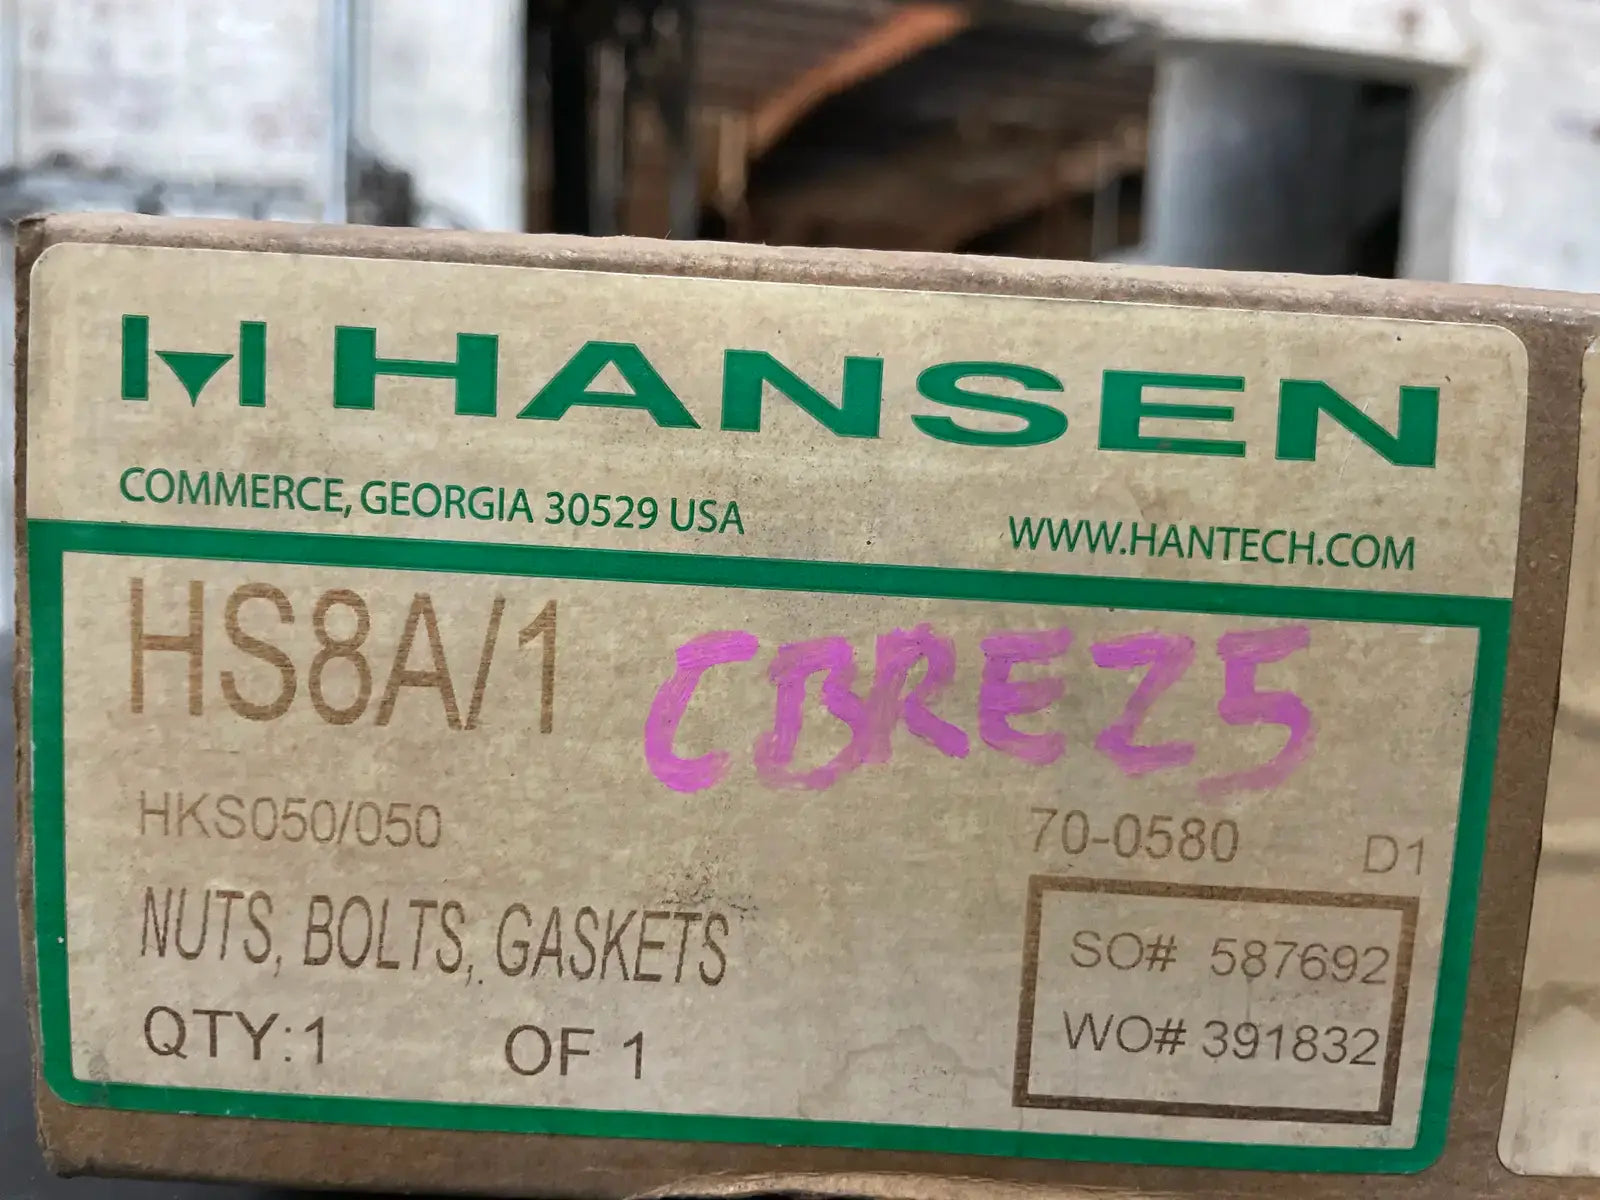 HANSEN
COMMERCE, GEORGIA 30529 USA
WWW.HANTECH.COM
HS8A/1
CBRE25
HKS050/050
70-0580
D1
NUTS, BOLTS, GASKETS
SO# 587692
WO# 391832
QTY:1 OF 1